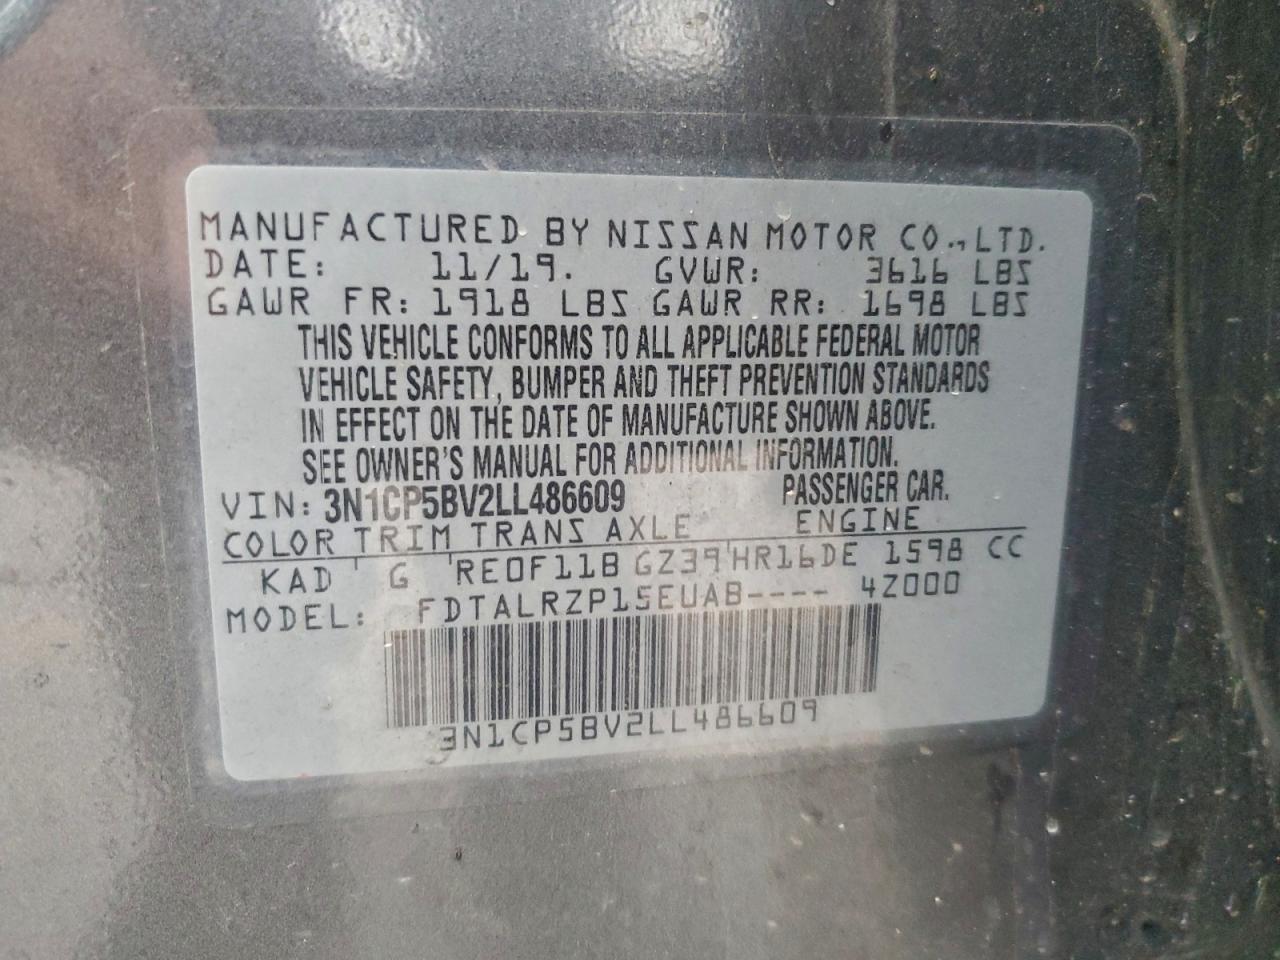 MANUFACTURED BY NISSAN MOTOR CO., LTD.
DATE: 11/19. GVWR: 3616 LBS
GAWR FR: 1918 LBS GAWR RR: 1698 LBS
THIS VEHICLE CONFORMS TO ALL APPLICABLE FEDERAL MOTOR
VEHICLE SAFETY, BUMPER AND THEFT PREVENTION STANDARDS
IN EFFECT ON THE DATE OF MANUFACTURE SHOWN ABOVE.
SEE OWNER'S MANUAL FOR ADDITIONAL INFORMATION.
VIN: 3N1CP5BV2LL486609 PASSENGER CAR.
COLOR TRIM TRANS AXLE ENGINE
KAD G RE0F11B GZ39 HR16DE 1598 CC
MODEL: FDTALRZP15EUAB---- 4Z000
3N1CP5BV2LL486609